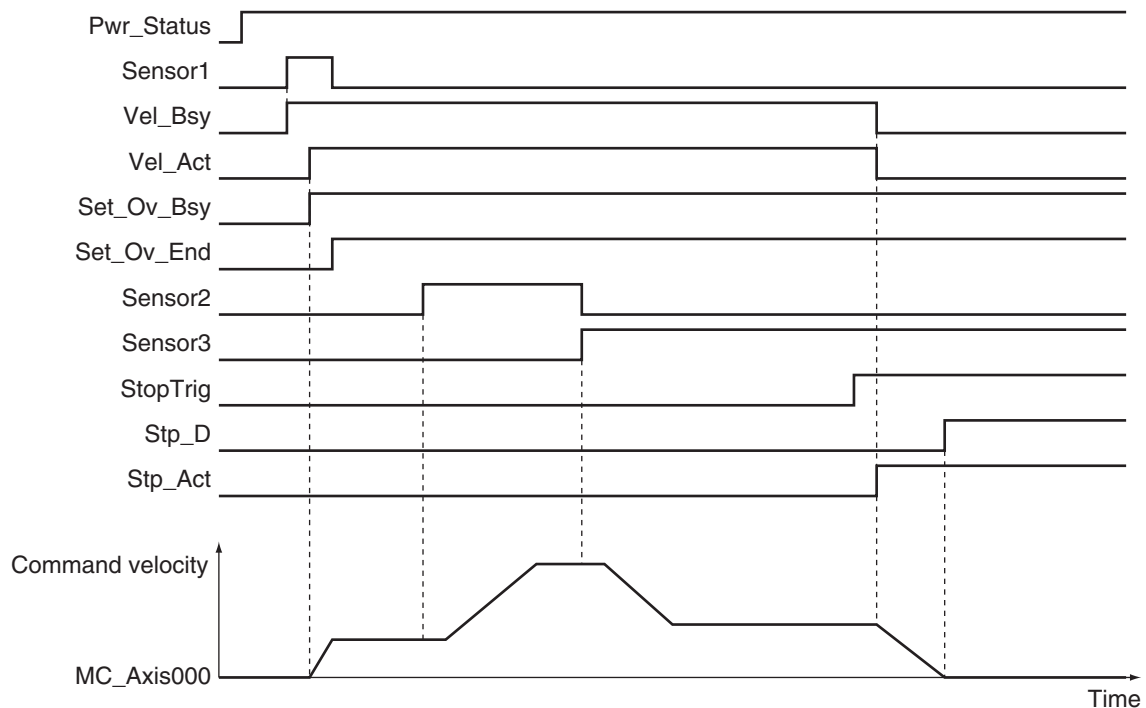 Pwr_Status
Sensor1
Vel_Bsy
Vel_Act
Set_Ov_Bsy
Set_Ov_End
Sensor2
Sensor3
StopTrig
Stp_D
Stp_Act
Command velocity
MC_Axis000
Time